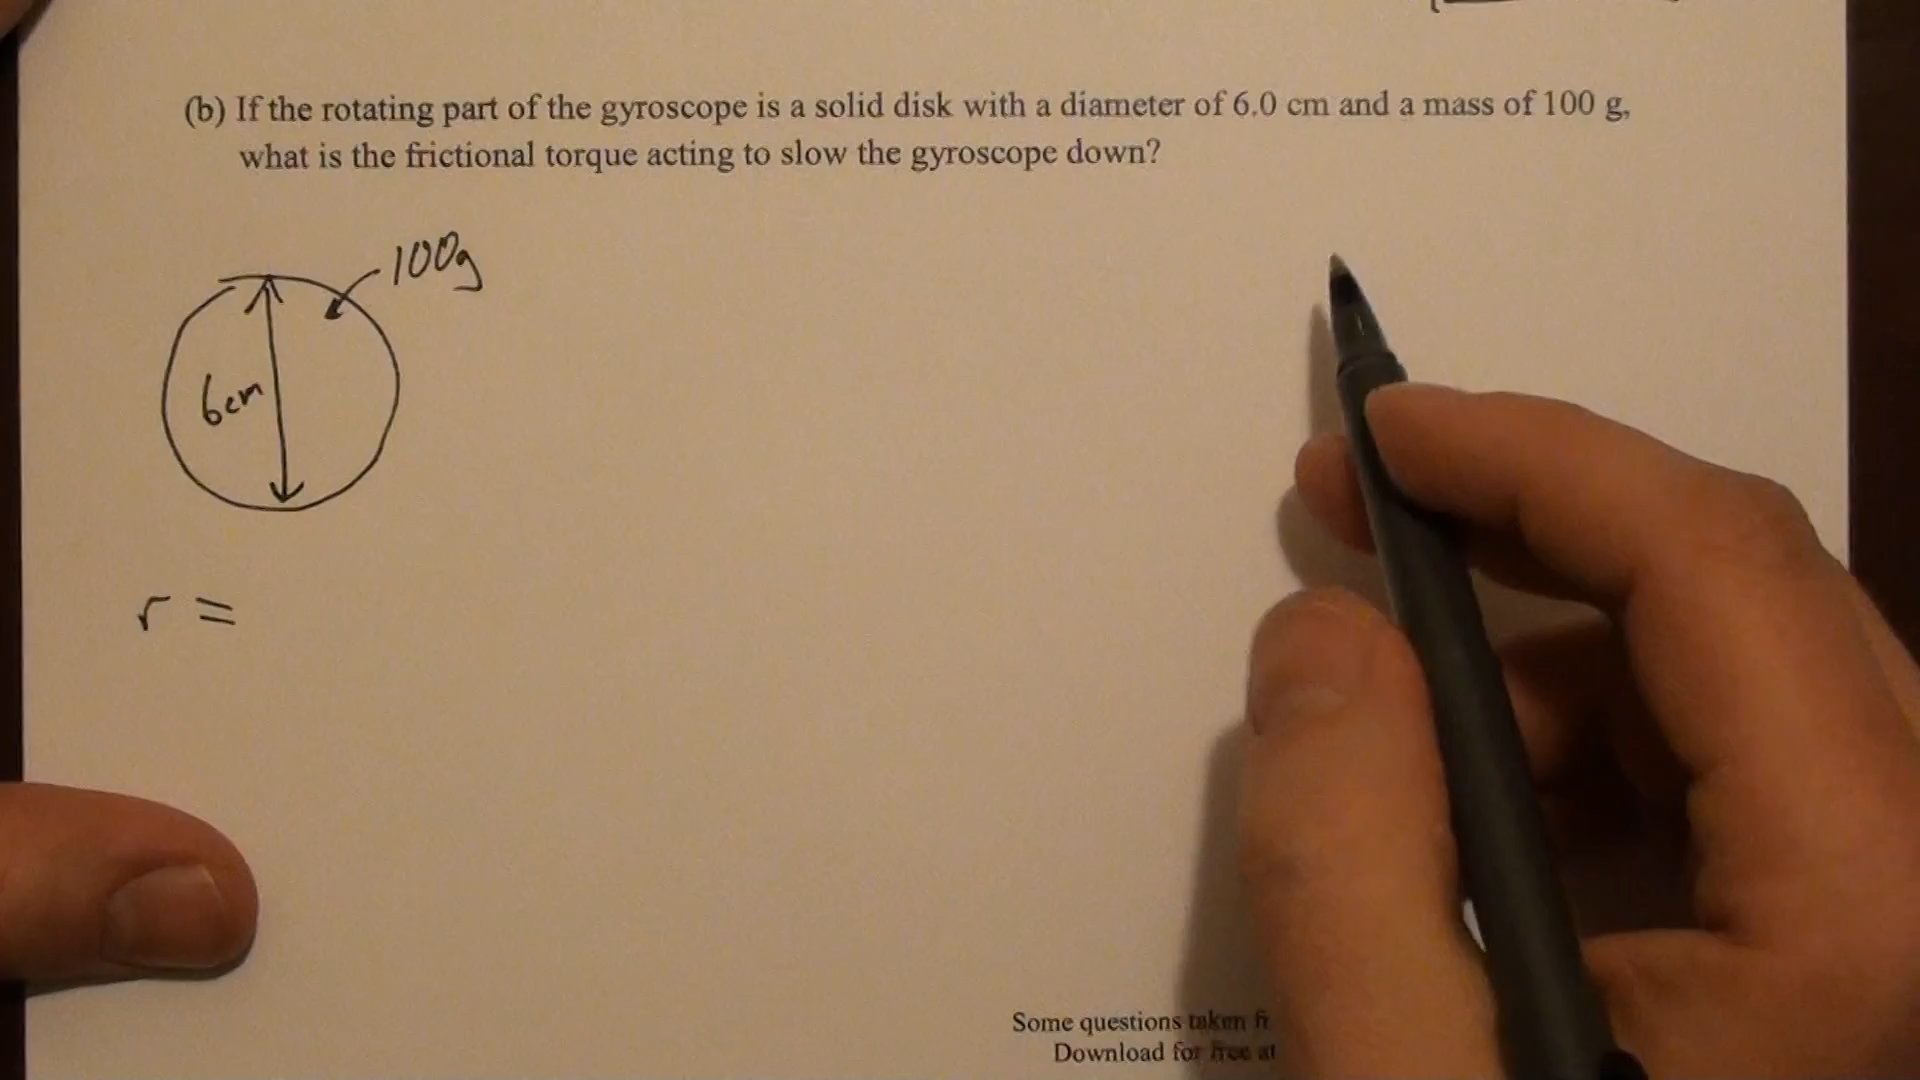 (b) If the rotating part of the gyroscope is a solid disk with a diameter of 6.0 cm and a mass of 100 g,
what is the frictional torque acting to slow the gyroscope down?
100g
6cm
r =
Some questions taken
Download for free at